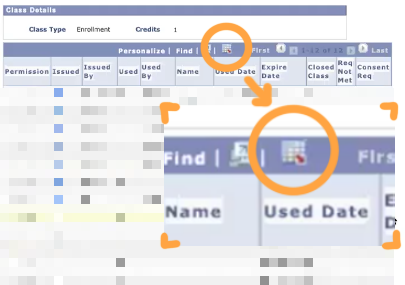 Class Details
Class Type Enrollment Credits 1
Personalize | Find | | First 1-12 of 12 Last
Permission Issued Issued By Used Used By Name Used Date Expire Date Closed Class Req Not Met Consent Req
Find | | Firs
Name Used Date E
D